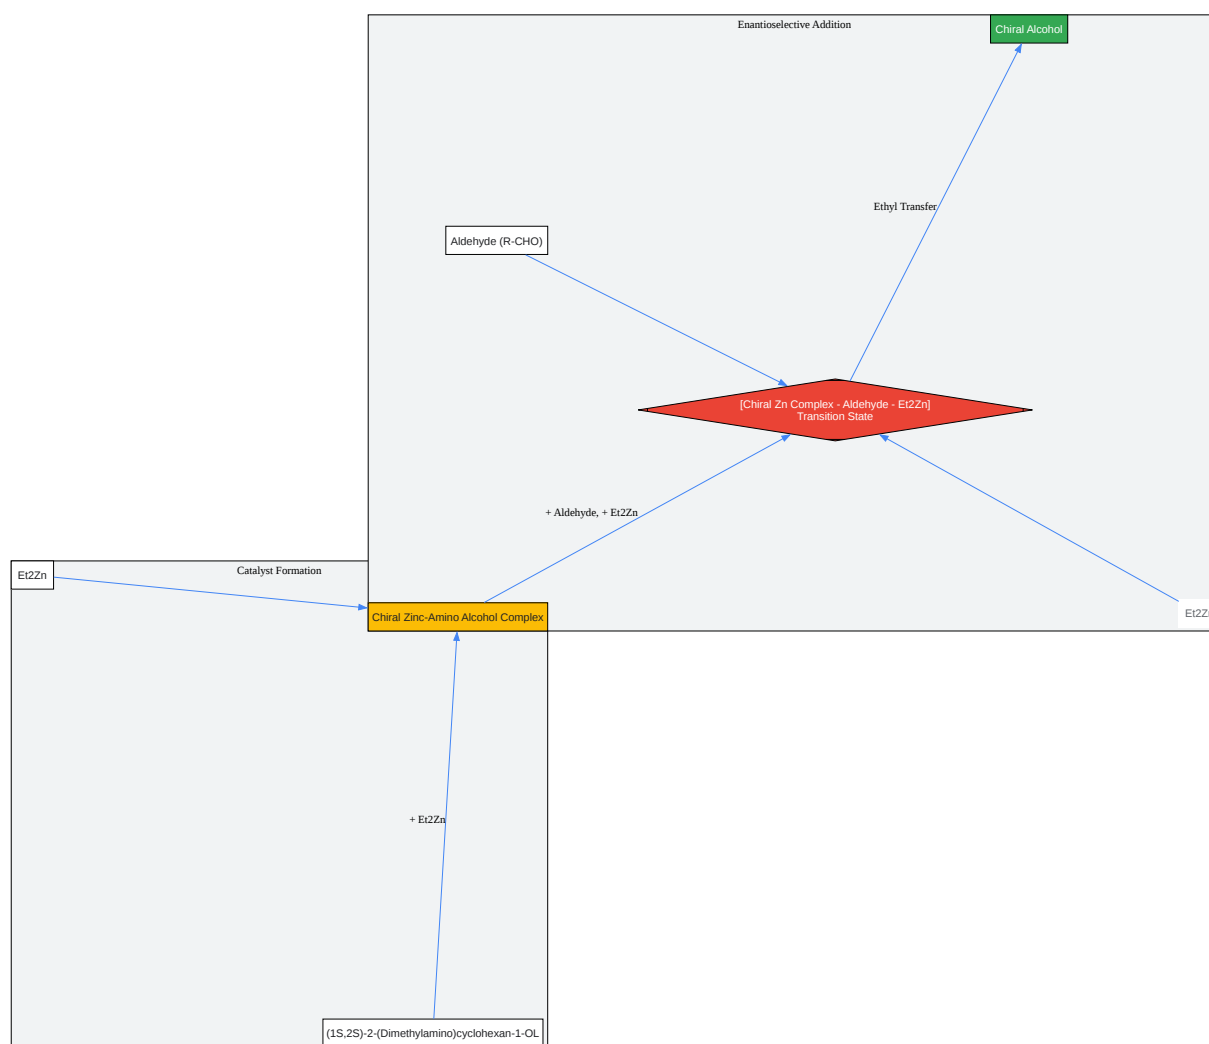 Enantioselective Addition
Chiral Alcohol
Ethyl Transfer
Aldehyde (R-CHO)
[Chiral Zn Complex - Aldehyde - Et2Zn]
Transition State
+ Aldehyde, + Et2Zn
Catalyst Formation
Et2Zn
Et2Zn
Chiral Zinc-Amino Alcohol Complex
+ Et2Zn
(1S,2S)-2-(Dimethylamino)cyclohexan-1-OL